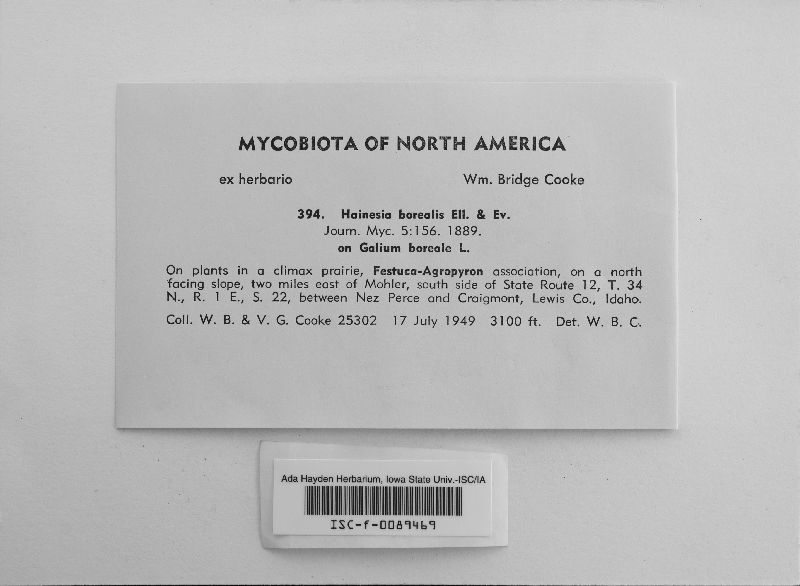 MYCOBIOTA OF NORTH AMERICA
ex herbario Wm. Bridge Cooke
394. Hainesia borealis Ell. & Ev.
Journ. Myc. 5:156. 1889.
on Galium boreale L.
On plants in a climax prairie, Festuca-Agropyron association, on a north
facing slope, two miles east of Mohler, south side of State Route 12, T. 34
N., R. 1 E., S. 22, between Nez Perce and Craigmont, Lewis Co., Idaho.
Coll. W. B. & V. G. Cooke 25302 17 July 1949 3100 ft. Det. W. B. C.
Ada Hayden Herbarium, Iowa State Univ.-ISC/IA
ISC-f-0089469